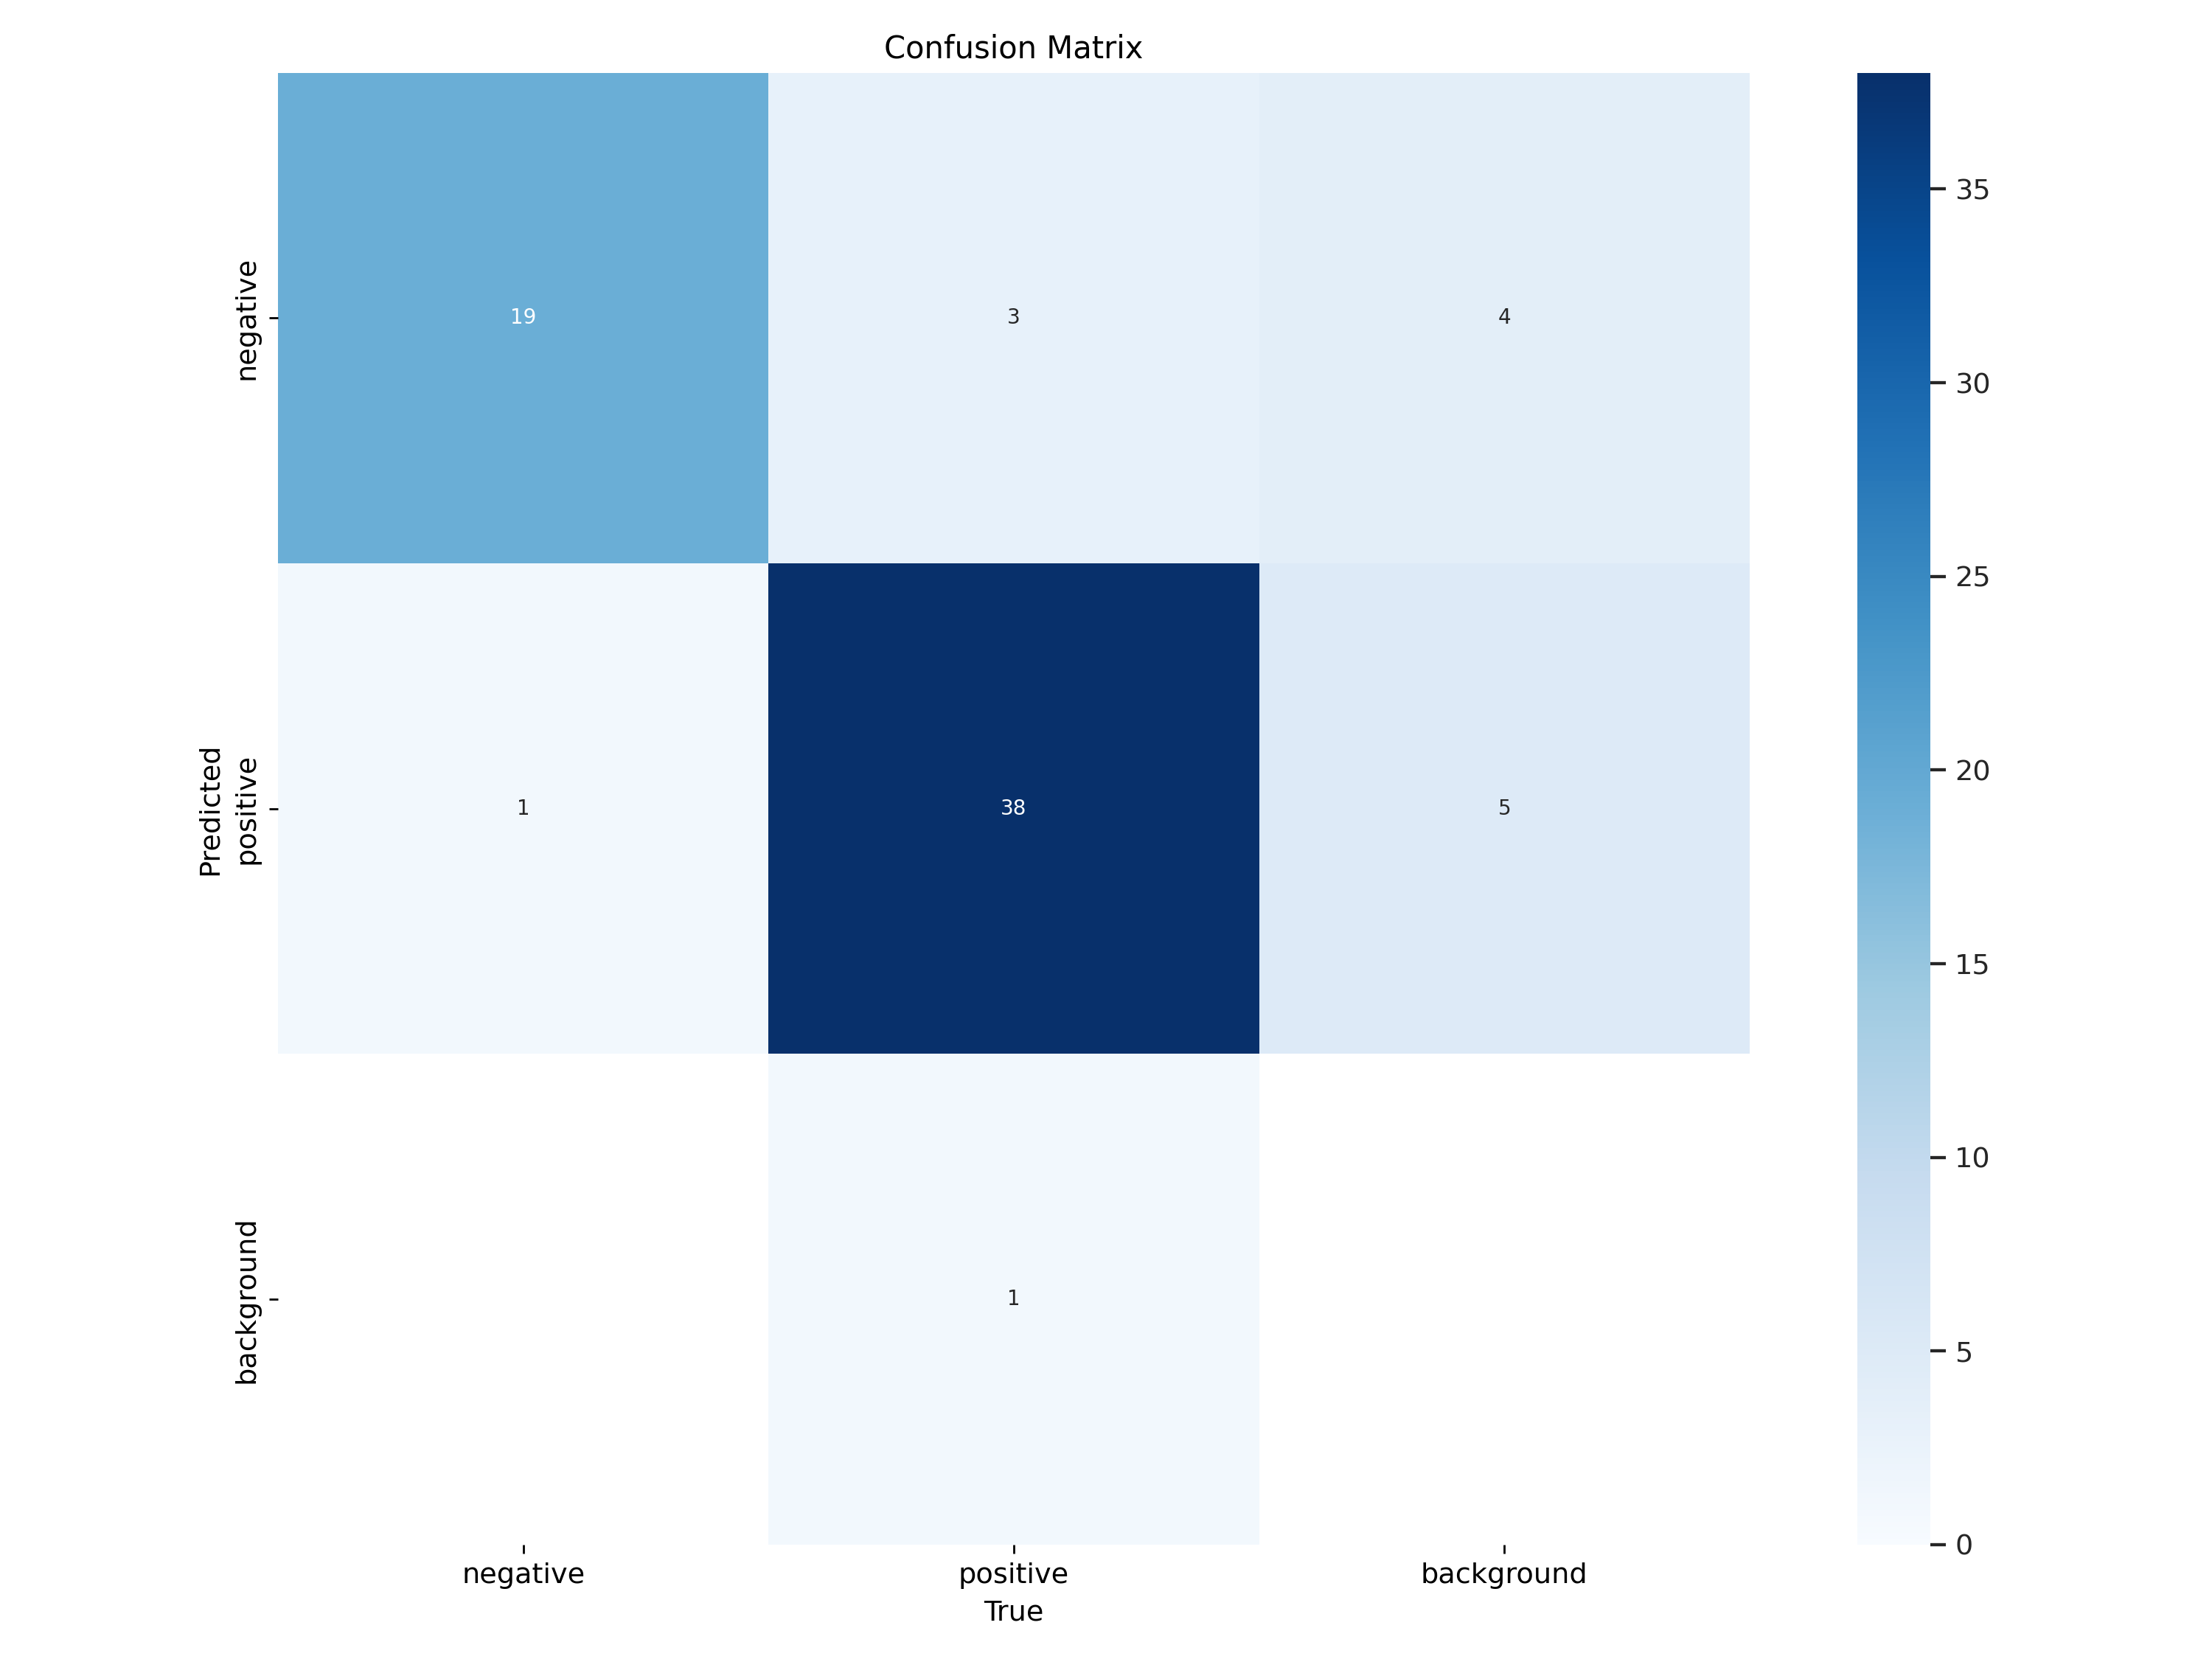 Confusion Matrix
negative
19
3
4
35
30
25
20
15
10
5
0
Predicted
positive
1
38
5
background
1
negative
positive
background
True